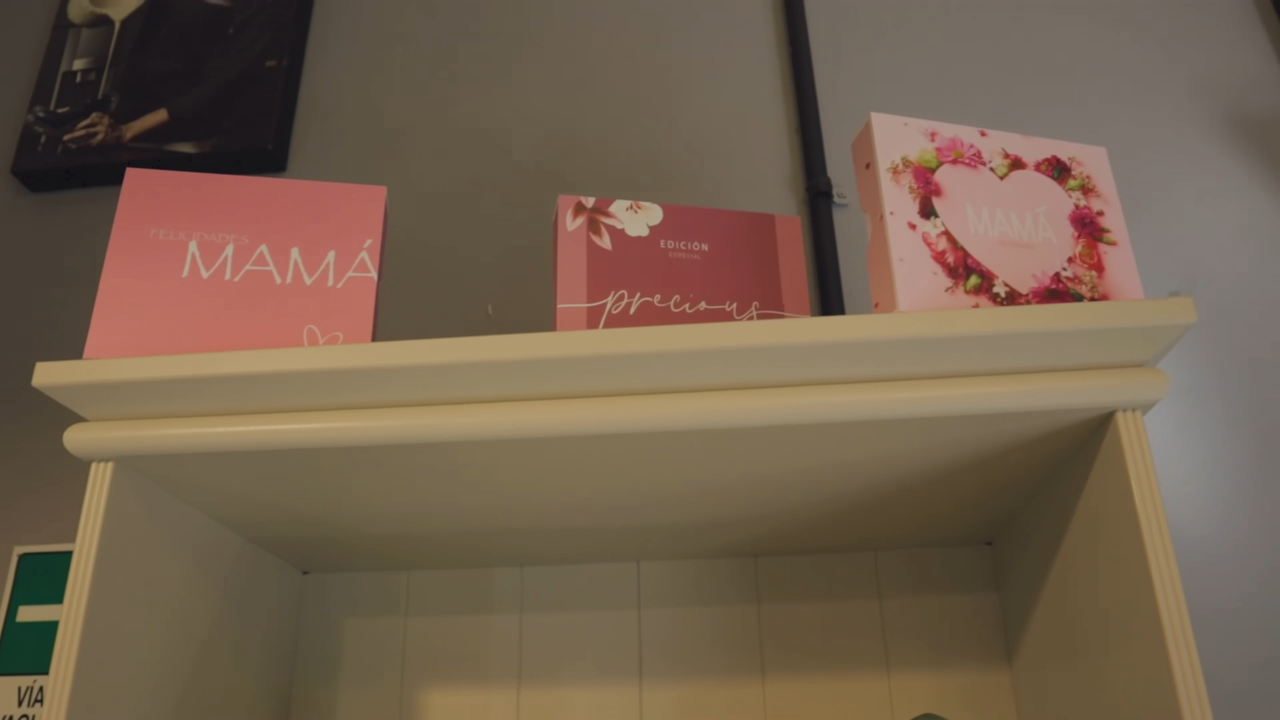 FELICIDADES
MAMÁ
EDICIÓN
ESPECIAL
precious
MAMÁ
VÍA